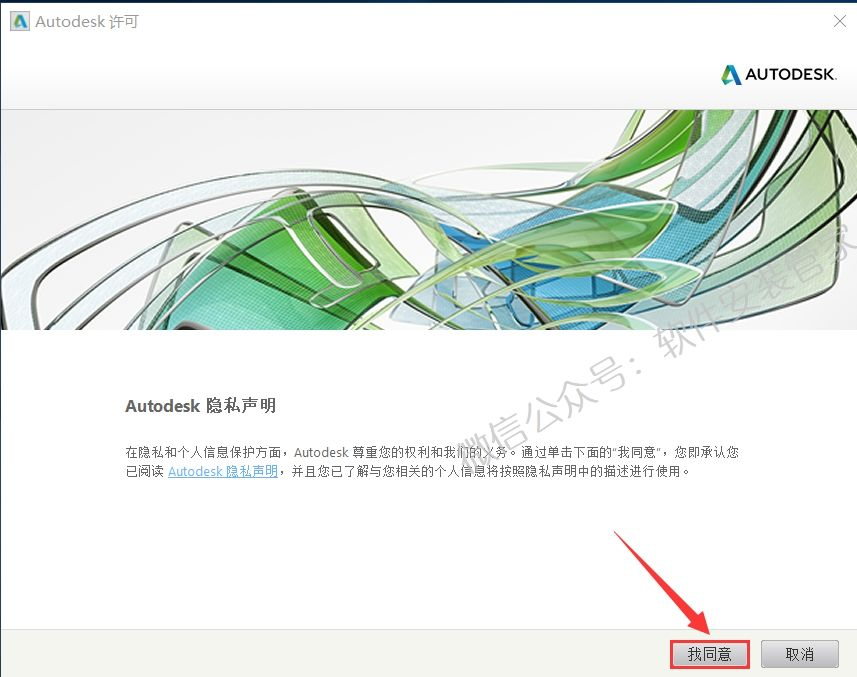 Autodesk 许可
AUTODESK.
微信公众号：软件安装管家
Autodesk 隐私声明
在隐私和个人信息保护方面，Autodesk 尊重您的权利和我们的义务。通过单击下面的“我同意”，您即承认您
已阅读 Autodesk 隐私声明，并且您已了解与您相关的个人信息将按照隐私声明中的描述进行使用。
我同意
取消